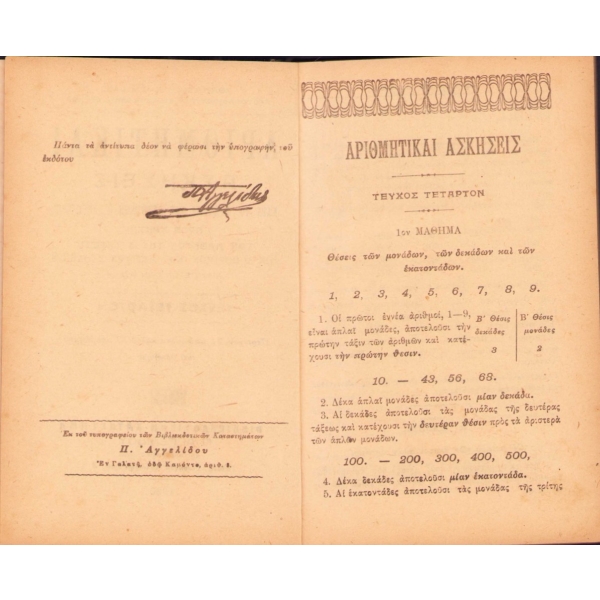 Πάντα τὰ ἀντίτυπα δέον νὰ φέρωσι τὴν ὑπογραφὴν τοῦ
ἐκδότου
Ἐκ τοῦ τυπογραφείου τῶν Βιβλιοεκδοτικῶν Καταστημάτων
Π. Ἀγγελίδου
Ἐν Γαλατᾷ, ὁδῷ Καμόντο, ἀριθ.
ΑΡΙΘΜΗΤΙΚΑΙ ΑΣΚΗΣΕΙΣ
ΤΕΥΧΟΣ ΤΕΤΑΡΤΟΝ
1ον ΜΑΘΗΜΑ
Θέσεις τῶν μονάδων, τῶν δεκάδων καὶ τῶν
ἑκατοντάδων.
1, 2, 3, 4, 5, 6, 7, 8, 9.
1. Οἱ πρῶτοι ἐννέα ἀριθμοί, 1—9,
εἶναι ἁπλαῖ μονάδες, ἀποτελοῦσι τὴν
πρώτην τάξιν τῶν ἀριθμῶν καὶ κατέ-
χουσι τὴν πρώτην θέσιν.
Β΄ Θέσις
δεκάδες
3
Β΄ Θέσις
μονάδες
2
10. — 43, 56, 68.
2. Δέκα ἁπλαῖ μονάδες ἀποτελοῦσι μίαν δεκάδα.
3. Αἱ δεκάδες ἀποτελοῦσι τὰς μονάδας τῆς δευτέρας
τάξεως καὶ κατέχουσι τὴν δευτέραν θέσιν πρὸς τὰ ἀριστερὰ
τῶν ἁπλῶν μονάδων.
100. — 200, 300, 400, 500,
4. Δέκα δεκάδες ἀποτελοῦσι μίαν ἑκατοντάδα.
5. Αἱ ἑκατοντάδες ἀποτελοῦσι τὰς μονάδας τῆς τρίτης